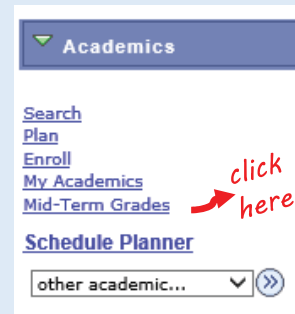 Academics
Search
Plan
Enroll
My Academics
Mid-Term Grades
click
here
Schedule Planner
other academic...